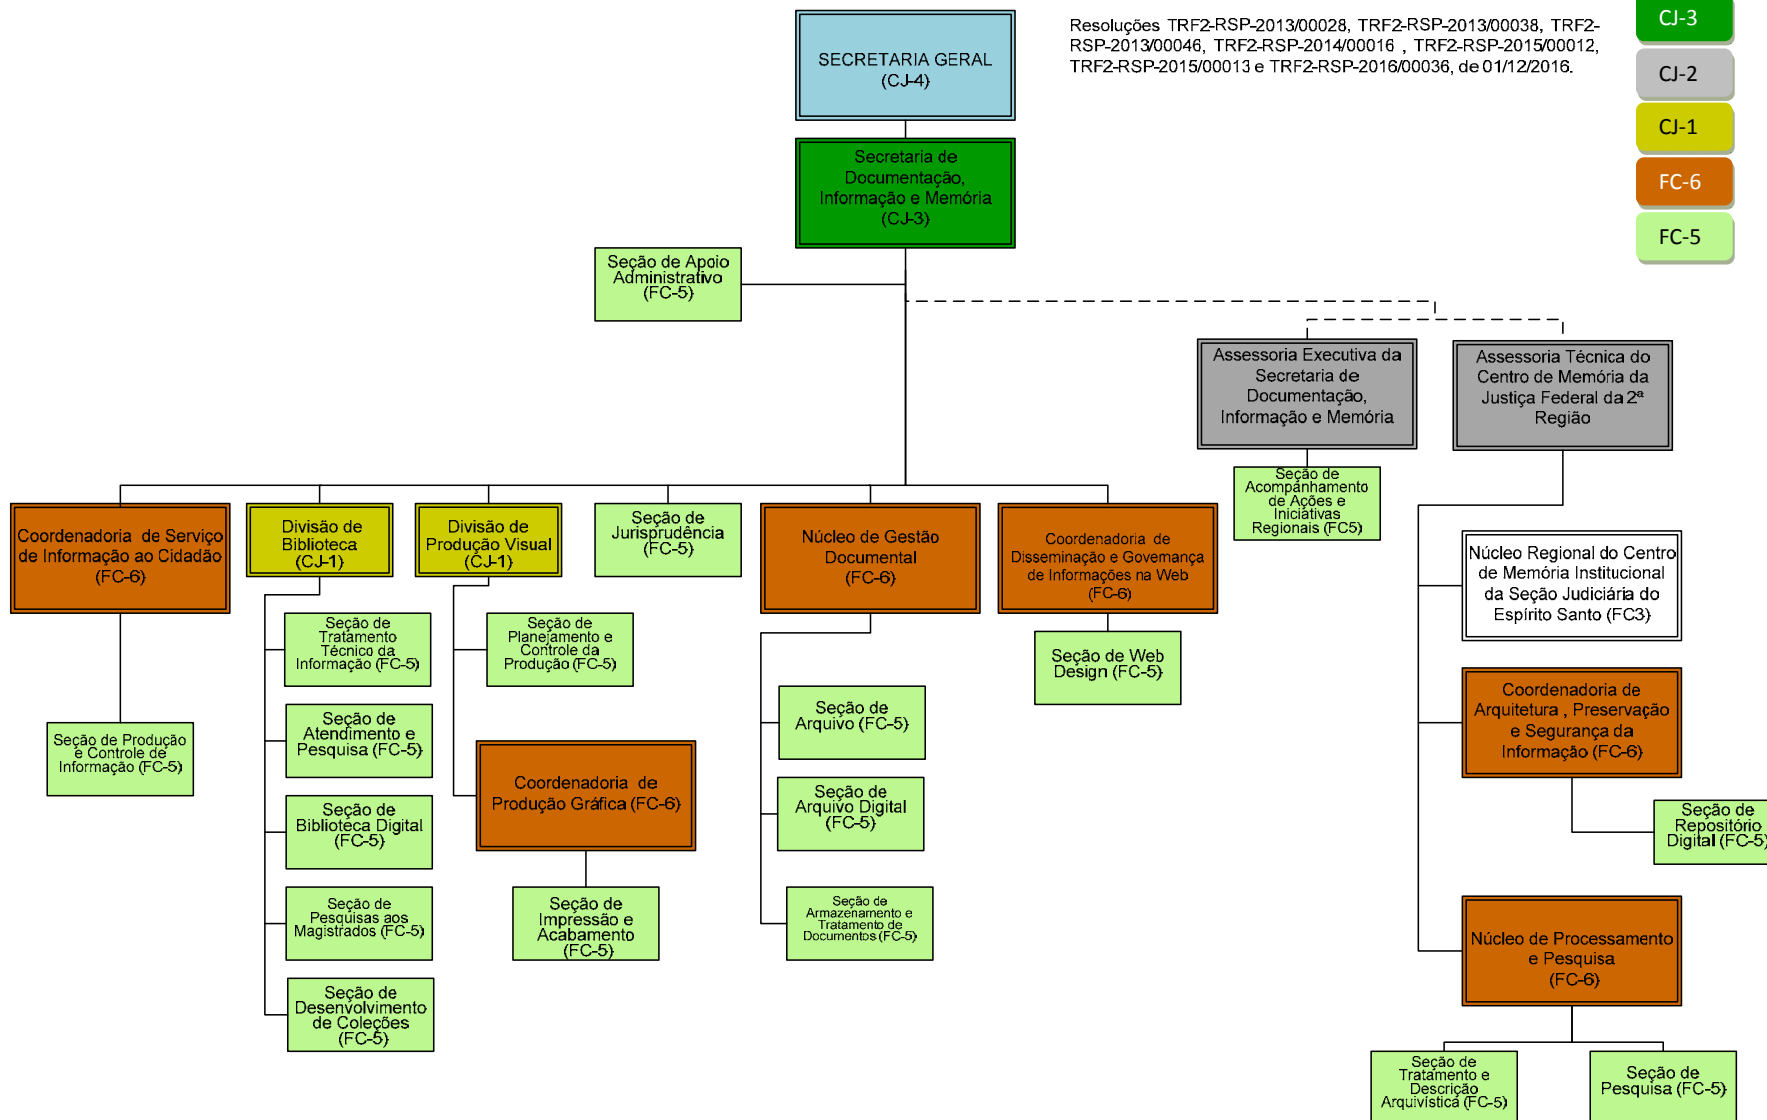 Resoluções TRF2-RSP-2013/00028, TRF2-RSP-2013/00038, TRF2-
RSP-2013/00046, TRF2-RSP-2014/00016 , TRF2-RSP-2015/00012,
TRF2-RSP-2015/00013 e TRF2-RSP-2016/00036, de 01/12/2016.
CJ-3
CJ-2
CJ-1
FC-6
FC-5
SECRETARIA GERAL
(CJ-4)
Secretaria de
Documentação,
Informação e Memória
(CJ-3)
Seção de Apoio
Administrativo
(FC-5)
Assessoria Executiva da
Secretaria de
Documentação,
Informação e Memória
Assessoria Técnica do
Centro de Memória da
Justiça Federal da 2ª
Região
Seção de
Acompanhamento
de Ações e
Iniciativas
Regionais (FC5)
Coordenadoria de Serviço
de Informação ao Cidadão
(FC-6)
Divisão de
Biblioteca
(CJ-1)
Divisão de
Produção Visual
(CJ-1)
Seção de
Jurisprudência
(FC-5)
Núcleo de Gestão
Documental
(FC-6)
Coordenadoria de
Disseminação e Governança
de Informações na Web
(FC-6)
Núcleo Regional do Centro
de Memória Institucional
da Seção Judiciária do
Espírito Santo (FC3)
Seção de
Tratamento
Técnico da
Informação (FC-5)
Seção de
Planejamento e
Controle da
Produção (FC-5)
Seção de Web
Design (FC-5)
Seção de Produção
e Controle de
Informação (FC-5)
Seção de
Atendimento e
Pesquisa (FC-5)
Seção de
Arquivo (FC-5)
Coordenadoria de
Arquitetura , Preservação
e Segurança da
Informação (FC-6)
Coordenadoria de
Produção Gráfica (FC-6)
Seção de
Biblioteca Digital
(FC-5)
Seção de
Arquivo Digital
(FC-5)
Seção de
Repositório
Digital (FC-5)
Seção de
Pesquisas aos
Magistrados (FC-5)
Seção de
Impressão e
Acabamento
(FC-5)
Seção de
Armazenamento e
Tratamento de
Documentos (FC-5)
Núcleo de Processamento
e Pesquisa
(FC-6)
Seção de
Desenvolvimento
de Coleções
(FC-5)
Seção de
Tratamento e
Descrição
Arquivística (FC-5)
Seção de
Pesquisa (FC-5)